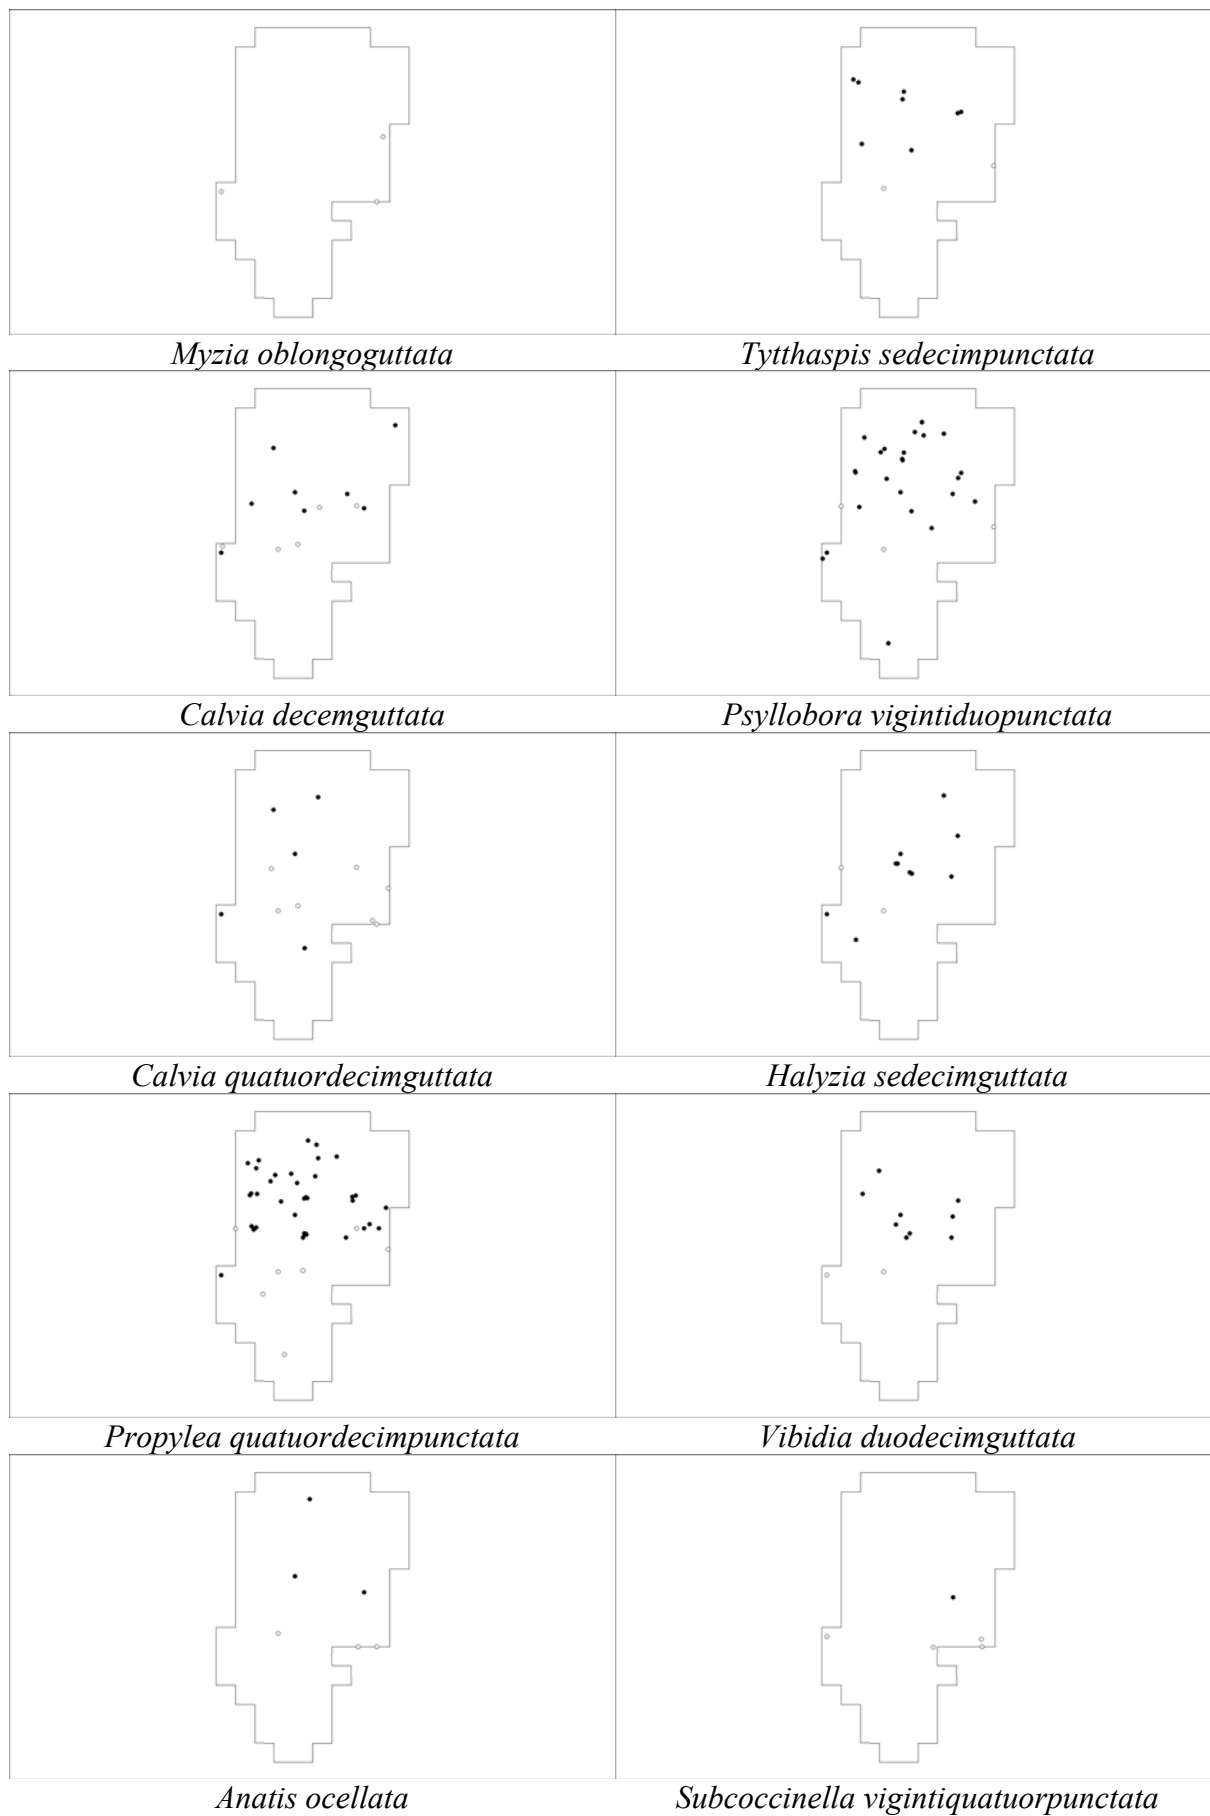 Myzia oblongoguttata
Tytthaspis sedecimpunctata
Calvia decemguttata
Psyllobora vigintiduopunctata
Calvia quatuordecimguttata
Halyzia sedecimguttata
Propylea quatuordecimpunctata
Vibidia duodecimguttata
Anatis ocellata
Subcoccinella vigintiquatuorpunctata